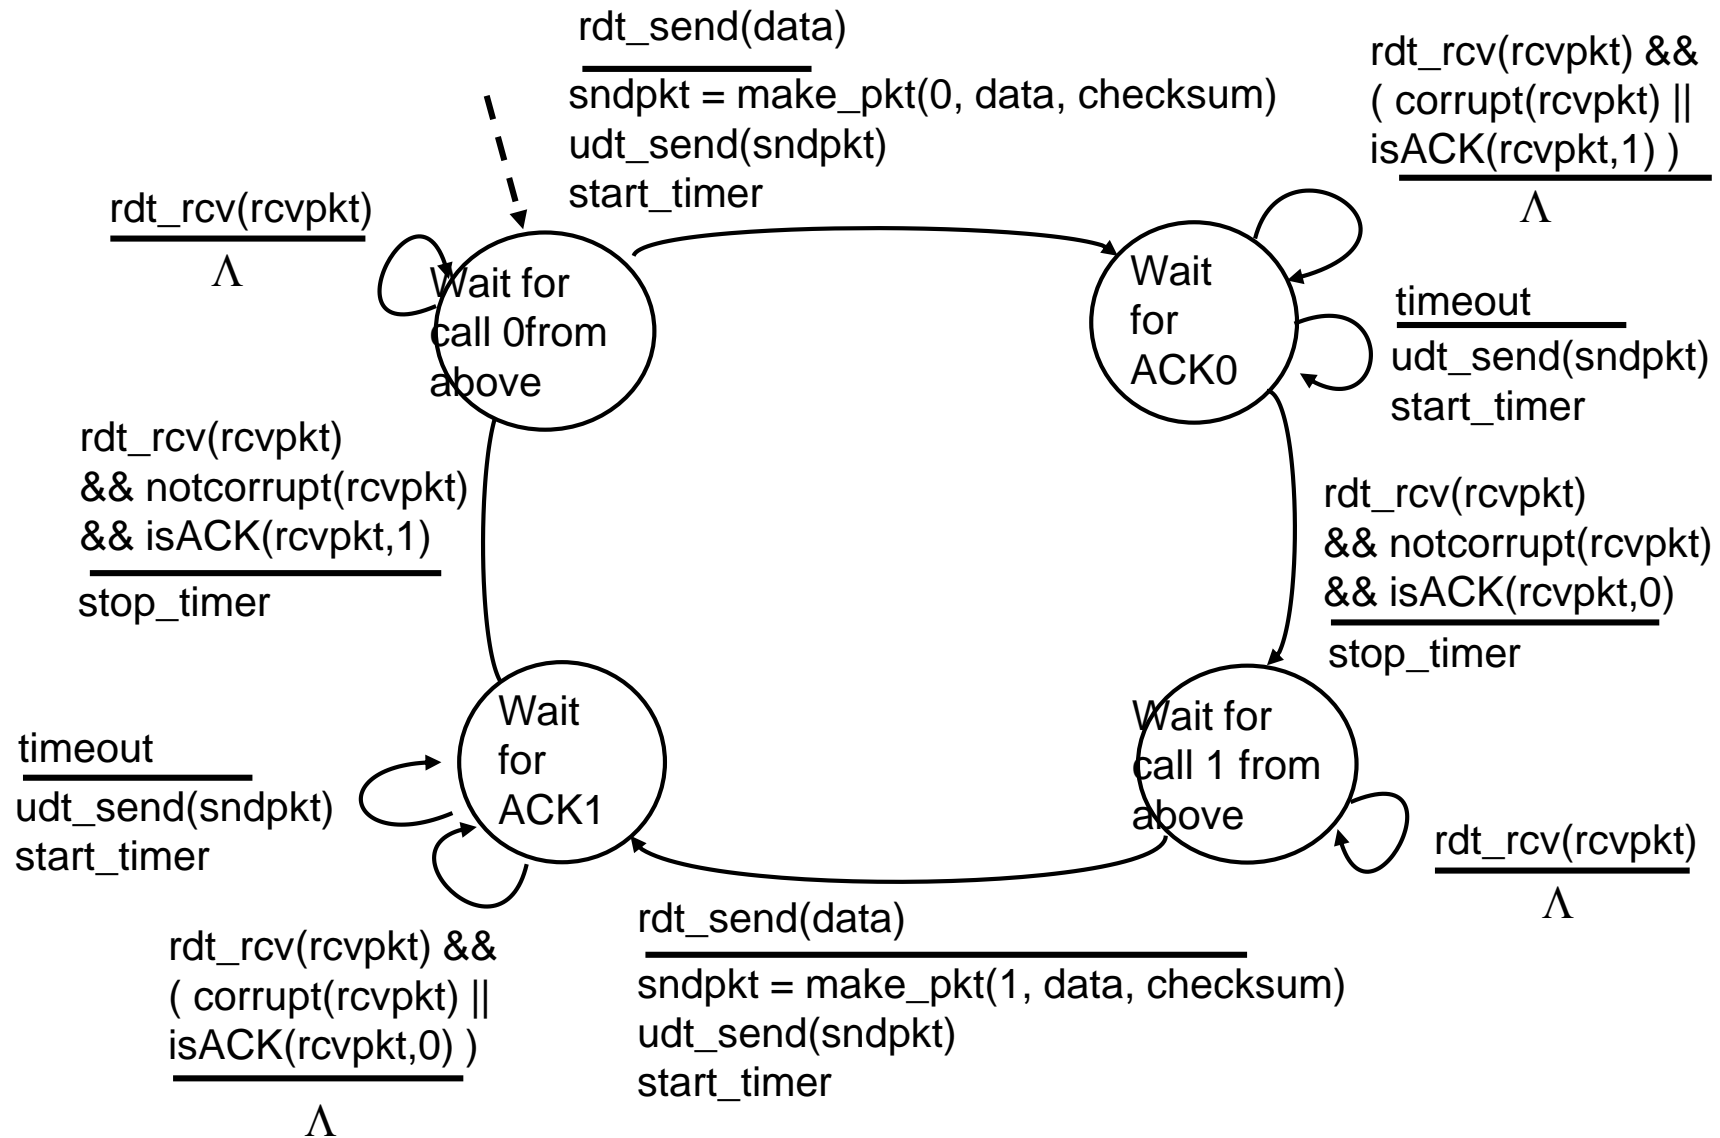 rdt_send(data)
sndpkt = make_pkt(0, data, checksum)
udt_send(sndpkt)
start_timer
rdt_rcv(rcvpkt) &&
( corrupt(rcvpkt) ||
isACK(rcvpkt,1) )
Λ
rdt_rcv(rcvpkt)
Λ
Wait for
call 0from
above
Wait
for
ACK0
timeout
udt_send(sndpkt)
start_timer
rdt_rcv(rcvpkt)
&& notcorrupt(rcvpkt)
&& isACK(rcvpkt,1)
stop_timer
rdt_rcv(rcvpkt)
&& notcorrupt(rcvpkt)
&& isACK(rcvpkt,0)
stop_timer
Wait
for
ACK1
Wait for
call 1 from
above
timeout
udt_send(sndpkt)
start_timer
rdt_rcv(rcvpkt)
Λ
rdt_rcv(rcvpkt) &&
( corrupt(rcvpkt) ||
isACK(rcvpkt,0) )
Λ
rdt_send(data)
sndpkt = make_pkt(1, data, checksum)
udt_send(sndpkt)
start_timer